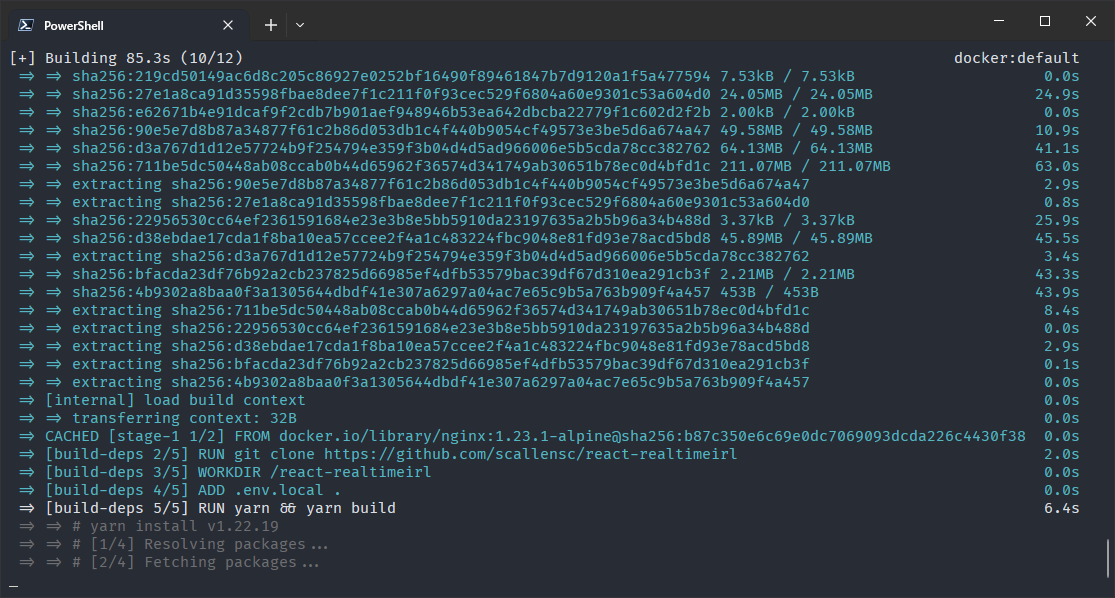 PowerShell
[+] Building 85.3s (10/12) docker:default
=> => sha256:219cd50149ac6d8c205c86927e0252bf16490f89461847b7d9120a1f5a477594 7.53kB / 7.53kB 0.0s
=> => sha256:27e1a8ca91d35598fbae8dee7f1c211f0f93cec529f6804a60e9301c53a604d0 24.05MB / 24.05MB 24.9s
=> => sha256:e62671b4e91dcaf9f2cdb7b901aef948946b53ea642dbcba22779f1c602d2f2b 2.00kB / 2.00kB 0.0s
=> => sha256:90e5e7d8b87a34877f61c2b86d053db1c4f440b9054cf49573e3be5d6a674a47 49.58MB / 49.58MB 10.9s
=> => sha256:d3a767d1d12e57724b9f254794e359f3b04d4d5ad966006e5b5cda78cc382762 64.13MB / 64.13MB 41.1s
=> => sha256:711be5dc50448ab08ccab0b44d65962f36574d341749ab30651b78ec0d4bfd1c 211.07MB / 211.07MB 63.0s
=> => extracting sha256:90e5e7d8b87a34877f61c2b86d053db1c4f440b9054cf49573e3be5d6a674a47 2.9s
=> => extracting sha256:27e1a8ca91d35598fbae8dee7f1c211f0f93cec529f6804a60e9301c53a604d0 0.8s
=> => sha256:22956530cc64ef2361591684e23e3b8e5bb5910da23197635a2b5b96a34b488d 3.37kB / 3.37kB 25.9s
=> => sha256:d38ebdae17cda1f8ba10ea57ccee2f4a1c483224fbc9048e81fd93e78acd5bd8 45.89MB / 45.89MB 45.5s
=> => extracting sha256:d3a767d1d12e57724b9f254794e359f3b04d4d5ad966006e5b5cda78cc382762 3.4s
=> => sha256:bfacda23df76b92a2cb237825d66985ef4dfb53579bac39df67d310ea291cb3f 2.21MB / 2.21MB 43.3s
=> => sha256:4b9302a8baa0f3a1305644dbdf41e307a6297a04ac7e65c9b5a763b909f4a457 453B / 453B 43.9s
=> => extracting sha256:711be5dc50448ab08ccab0b44d65962f36574d341749ab30651b78ec0d4bfd1c 8.4s
=> => extracting sha256:22956530cc64ef2361591684e23e3b8e5bb5910da23197635a2b5b96a34b488d 0.0s
=> => extracting sha256:d38ebdae17cda1f8ba10ea57ccee2f4a1c483224fbc9048e81fd93e78acd5bd8 2.9s
=> => extracting sha256:bfacda23df76b92a2cb237825d66985ef4dfb53579bac39df67d310ea291cb3f 0.1s
=> => extracting sha256:4b9302a8baa0f3a1305644dbdf41e307a6297a04ac7e65c9b5a763b909f4a457 0.0s
=> [internal] load build context 0.0s
=> => transferring context: 32B 0.0s
=> CACHED [stage-1 1/2] FROM docker.io/library/nginx:1.23.1-alpine@sha256:b87c350e6c69e0dc7069093dcda226c4430f38 0.0s
=> [build-deps 2/5] RUN git clone https://github.com/scallensc/react-realtimeirl 2.0s
=> [build-deps 3/5] WORKDIR /react-realtimeirl 0.0s
=> [build-deps 4/5] ADD .env.local . 0.0s
=> [build-deps 5/5] RUN yarn && yarn build 6.4s
=> => # yarn install v1.22.19
=> => # [1/4] Resolving packages...
=> => # [2/4] Fetching packages...